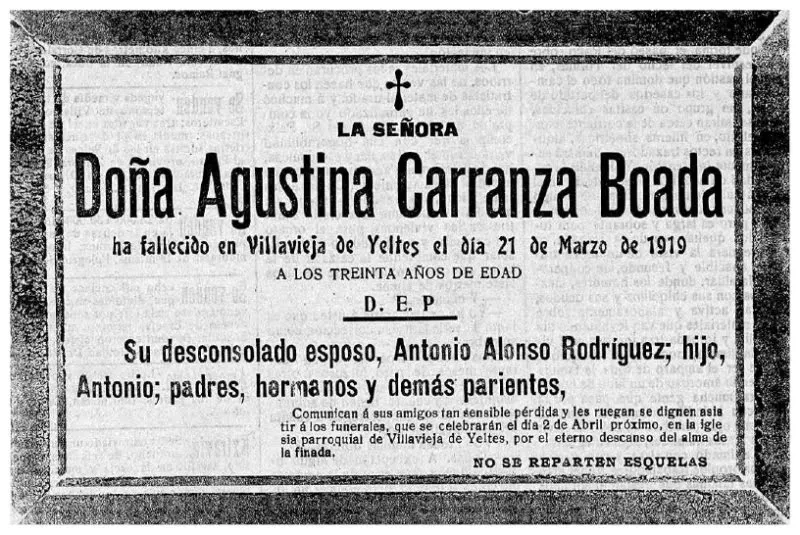 LA SEÑORA
Doña Agustina Carranza Boada
ha fallecido en Villavieja de Yeltes el día 21 de Marzo de 1919
A LOS TREINTA AÑOS DE EDAD
D. E. P
Su desconsolado esposo, Antonio Alonso Rodríguez; hijo,
Antonio; padres, hermanos y demás parientes,
Comunican á sus amigos tan sensible pérdida y les ruegan se dignen asis
tir á los funerales, que se celebrarán el día 2 de Abril próximo, en la igle
sia parroquial de Villavieja de Yeltes, por el eterno descanso del alma de
la finada.
NO SE REPARTEN ESQUELAS